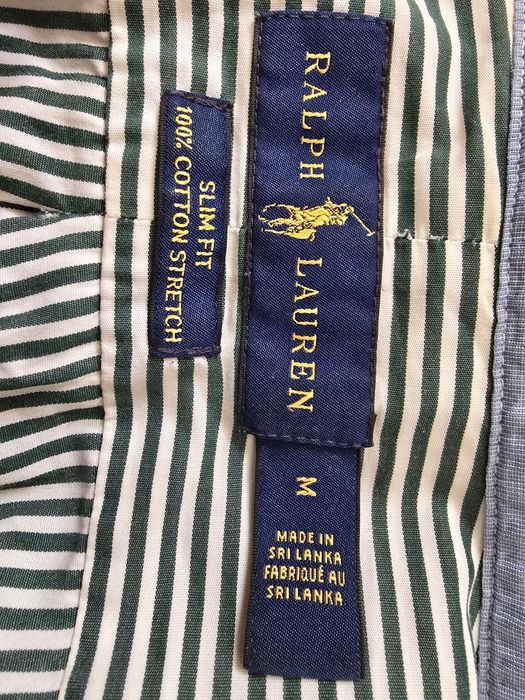 RALPH LAUREN
SLIM FIT
100% COTTON STRETCH
M
MADE IN
SRI LANKA
FABRIQUÉ AU
SRI LANKA